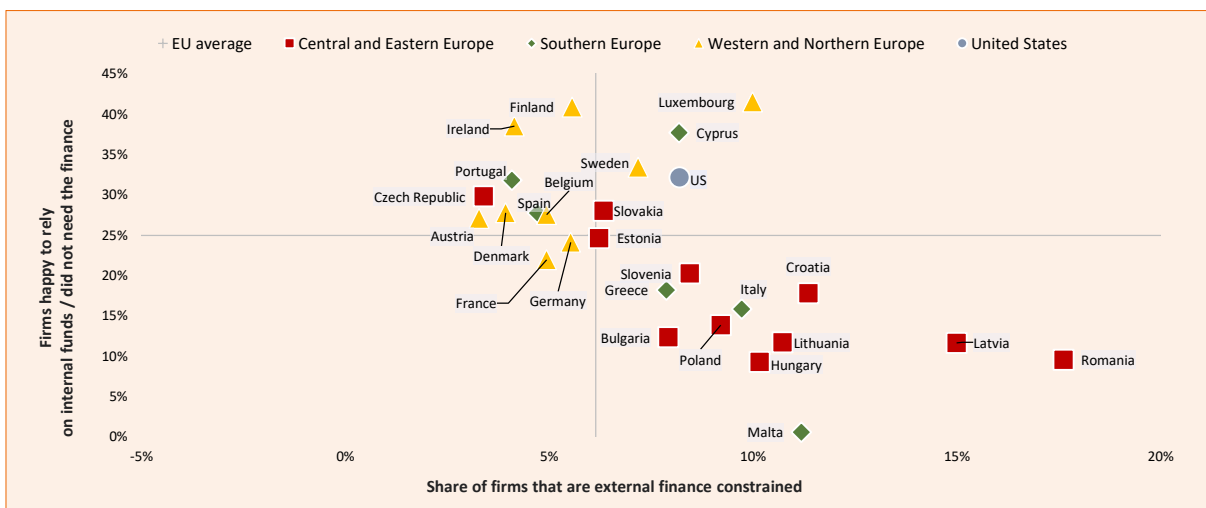 EU average
Central and Eastern Europe
Southern Europe
Western and Northern Europe
United States
45%
40%
35%
30%
25%
20%
15%
10%
5%
0%
Firms happy to rely
on internal funds / did not need the finance
Finland
Luxembourg
Ireland
Cyprus
Sweden
Portugal
Belgium
US
Czech Republic
Spain
Slovakia
Austria
Estonia
Denmark
Slovenia
Croatia
France
Germany
Greece
Italy
Bulgaria
Poland
Lithuania
Hungary
Latvia
Romania
Malta
-5%
0%
5%
10%
15%
20%
Share of firms that are external finance constrained